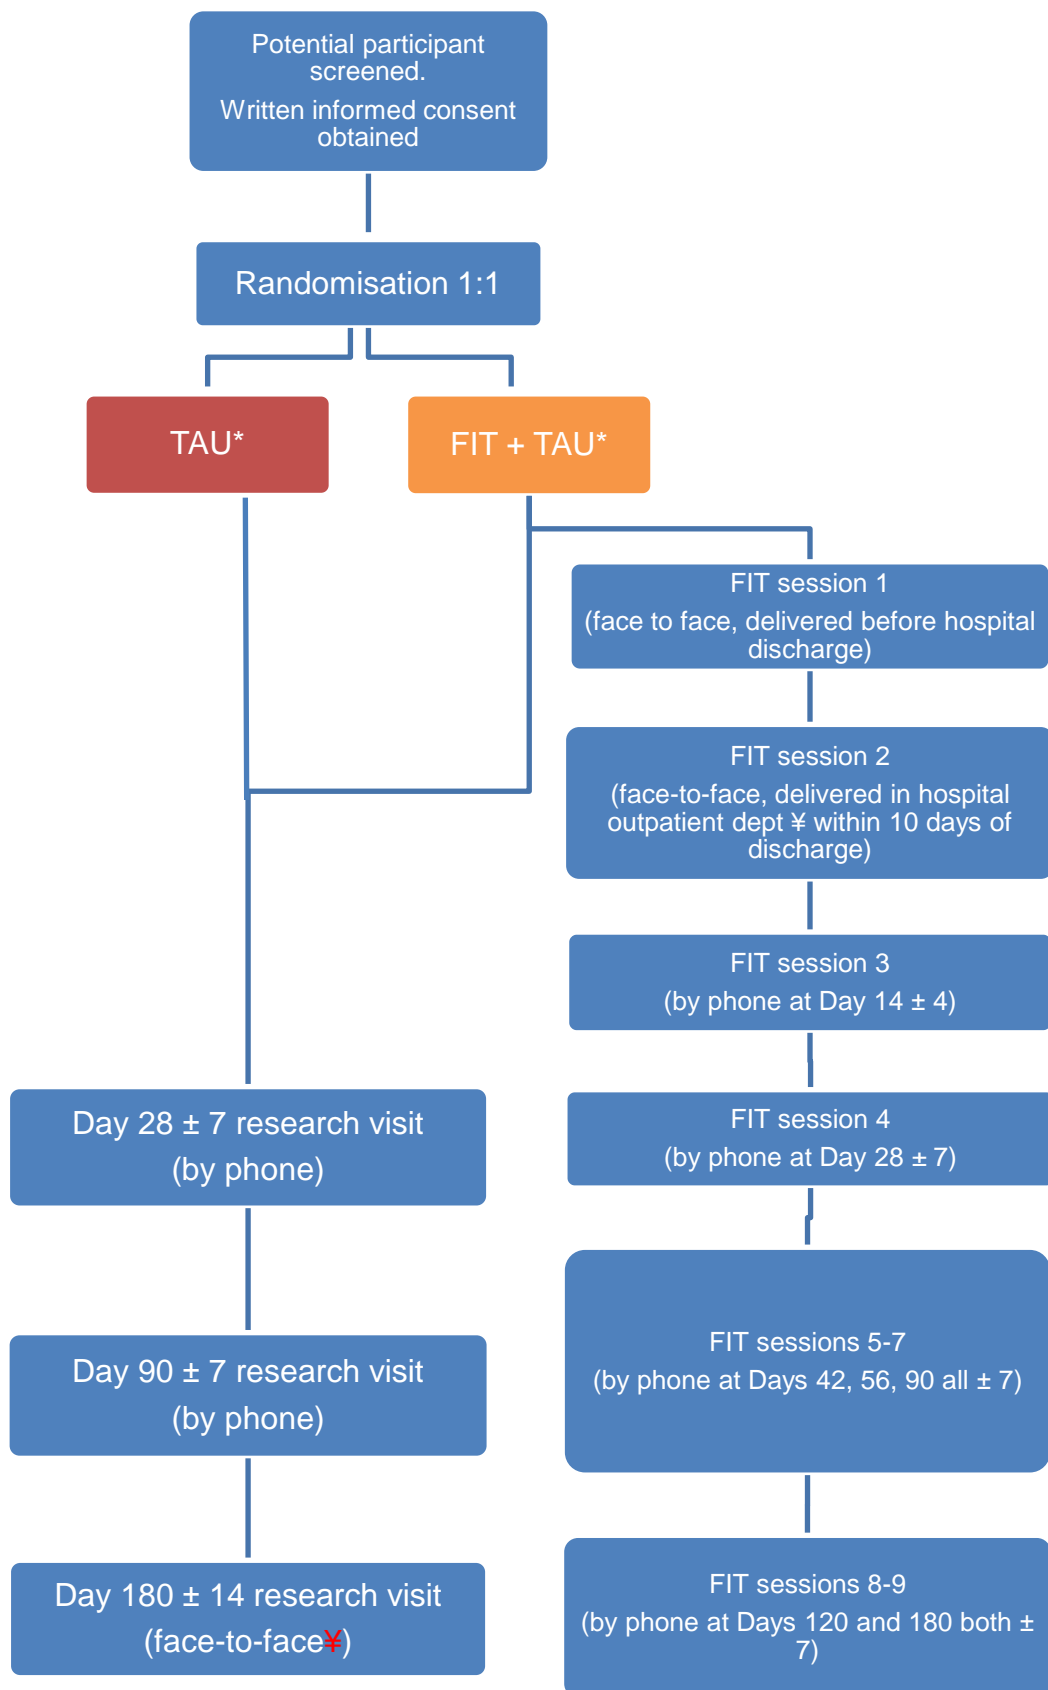 Potential participant
screened.
Written informed consent
obtained
Randomisation 1:1
TAU*
FIT + TAU*
FIT session 1
(face to face, delivered before hospital
discharge)
FIT session 2
(face-to-face, delivered in hospital
outpatient dept ¥ within 10 days of
discharge)
FIT session 3
(by phone at Day 14 ± 4)
Day 28 ± 7 research visit
(by phone)
FIT session 4
(by phone at Day 28 ± 7)
Day 90 ± 7 research visit
(by phone)
FIT sessions 5-7
(by phone at Days 42, 56, 90 all ± 7)
Day 180 ± 14 research visit
(face-to-face¥)
FIT sessions 8-9
(by phone at Days 120 and 180 both ±
7)